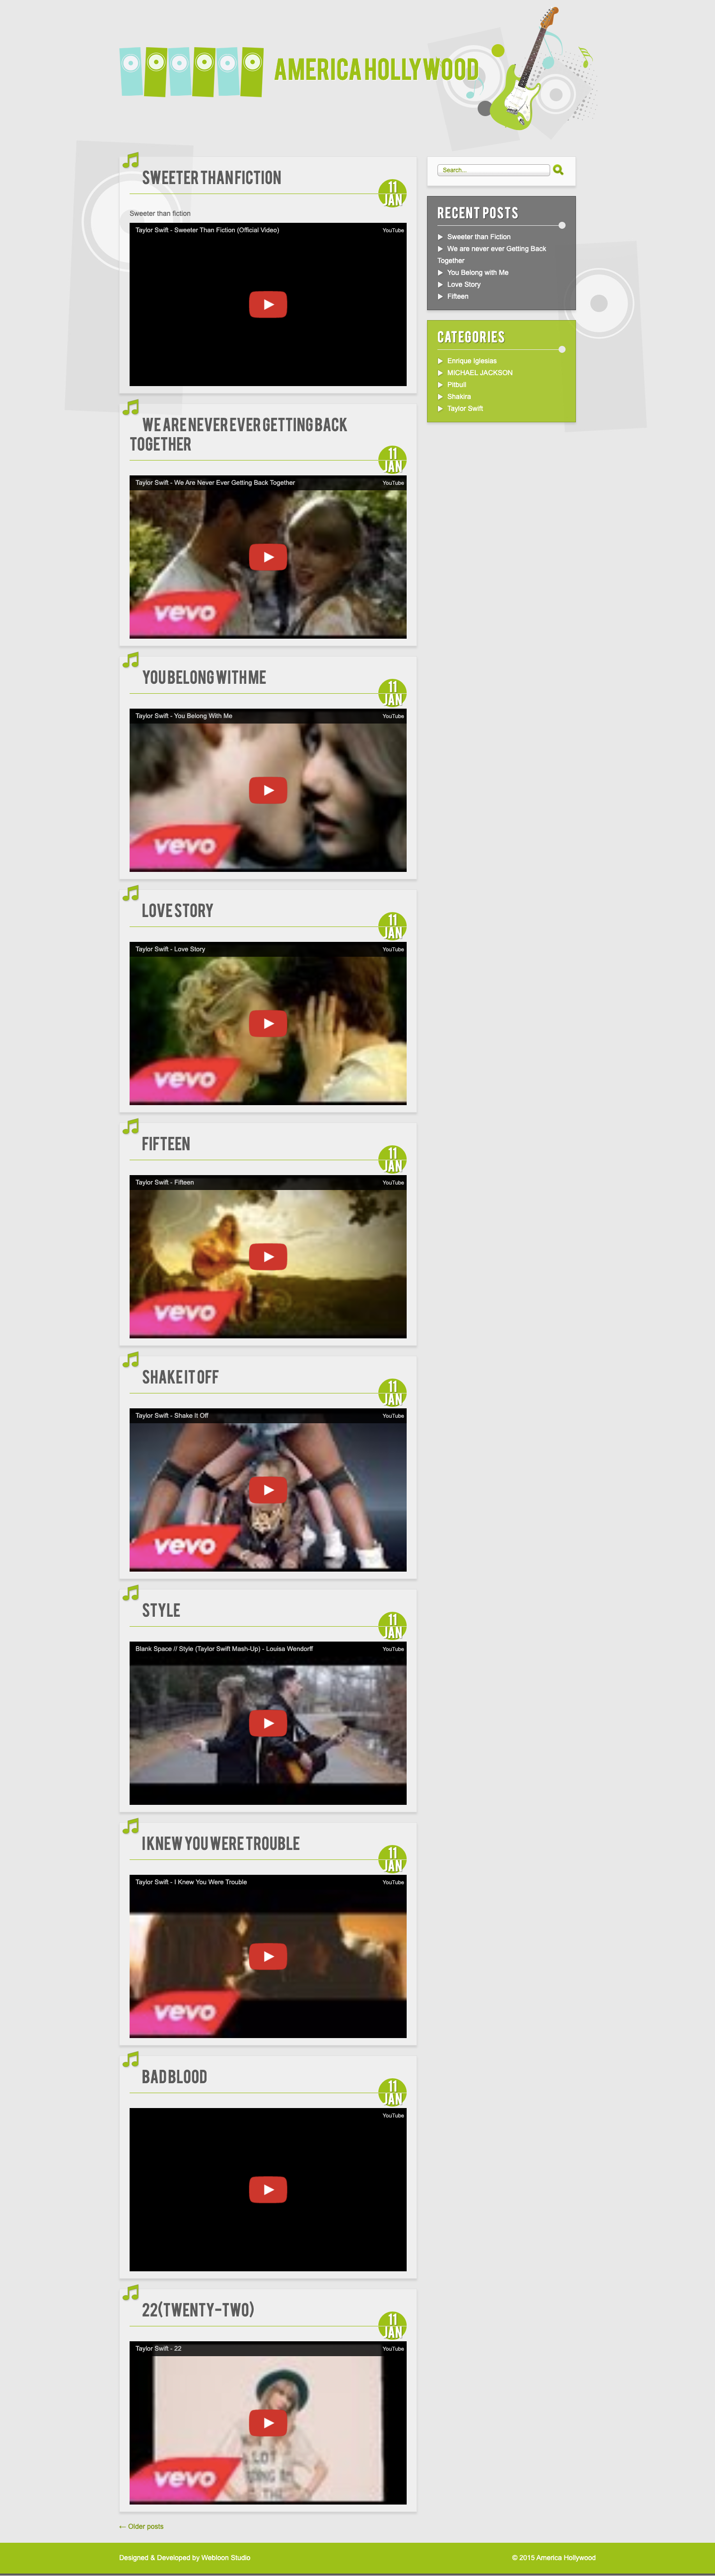 AMERICA HOLLYWOOD
SWEETER THAN FICTION
11
JAN
Sweeter than fiction
Taylor Swift - Sweeter Than Fiction (Official Video)
YouTube
WE ARE NEVER EVER GETTING BACK
TOGETHER
11
JAN
Taylor Swift - We Are Never Ever Getting Back Together
YouTube
vevo
YOU BELONG WITH ME
11
JAN
Taylor Swift - You Belong With Me
YouTube
vevo
LOVE STORY
11
JAN
Taylor Swift - Love Story
YouTube
vevo
FIFTEEN
11
JAN
Taylor Swift - Fifteen
YouTube
vevo
SHAKE IT OFF
11
JAN
Taylor Swift - Shake It Off
YouTube
vevo
STYLE
11
JAN
Blank Space // Style (Taylor Swift Mash-Up) - Louisa Wendorff
YouTube
I KNEW YOU WERE TROUBLE
11
JAN
Taylor Swift - I Knew You Were Trouble
YouTube
vevo
BAD BLOOD
11
JAN
YouTube
22(TWENTY-TWO)
11
JAN
Taylor Swift - 22
YouTube
vevo
← Older posts
Search...
RECENT POSTS
Sweeter than Fiction
We are never ever Getting Back
Together
You Belong with Me
Love Story
Fifteen
CATEGORIES
Enrique Iglesias
MICHAEL JACKSON
Pitbull
Shakira
Taylor Swift
Designed & Developed by Webloon Studio
© 2015 America Hollywood